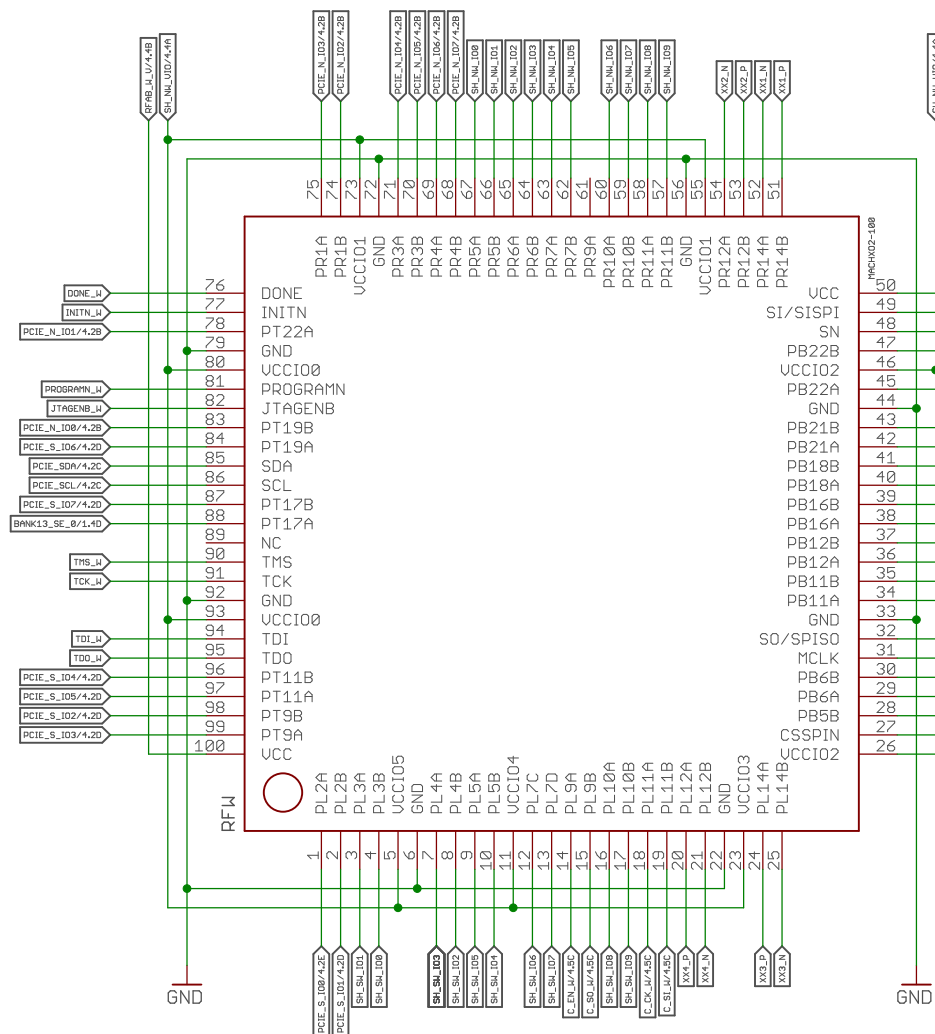 RFAB_W_V/4.4B
SH_NW_VIO/4.4A
PCIE_N_IO3/4.2B
PCIE_N_IO2/4.2B
PCIE_N_IO4/4.2B
PCIE_N_IO5/4.2B
PCIE_N_IO6/4.2B
PCIE_N_IO7/4.2B
SH_NW_IO0
SH_NW_IO1
SH_NW_IO2
SH_NW_IO3
SH_NW_IO4
SH_NW_IO5
SH_NW_IO6
SH_NW_IO7
SH_NW_IO8
SH_NW_IO9
XX2_N
XX2_P
XX1_N
XX1_P
75 74 73 72 71 70 69 68 67 66 65 64 63 62 61 60 59 58 57 56 55 54 53 52 51
PR1A PR1B VCCIO1 GND PR3A PR3B PR4A PR4B PR5A PR5B PR6A PR6B PR7A PR7B PR9A PR10A PR10B PR11A PR11B GND VCCIO1 PR12A PR12B PR14A PR14B
MACHXO2-100
DONE_W 76 DONE
INITN_W 77 INITN
PCIE_N_IO1/4.2B 78 PT22A
79 GND
80 VCCIO0
PROGRAMN_W 81 PROGRAMN
JTAGENB_W 82 JTAGENB
PCIE_N_IO0/4.2B 83 PT19B
PCIE_S_IO6/4.2D 84 PT19A
PCIE_SDA/4.2C 85 SDA
PCIE_SCL/4.2C 86 SCL
PCIE_S_IO7/4.2D 87 PT17B
BANK13_SE_0/1.4D 88 PT17A
89 NC
TMS_W 90 TMS
TCK_W 91 TCK
92 GND
93 VCCIO0
TDI_W 94 TDI
TDO_W 95 TDO
PCIE_S_IO4/4.2D 96 PT11B
PCIE_S_IO5/4.2D 97 PT11A
PCIE_S_IO2/4.2D 98 PT9B
PCIE_S_IO3/4.2D 99 PT9A
100 VCC
VCC 50
SI/SISPI 49
SN 48
PB22B 47
VCCIO2 46
PB22A 45
GND 44
PB21B 43
PB21A 42
PB18B 41
PB18A 40
PB16B 39
PB16A 38
PB12B 37
PB12A 36
PB11B 35
PB11A 34
GND 33
SO/SPISO 32
MCLK 31
PB6B 30
PB6A 29
PB5B 28
CSSPIN 27
VCCIO2 26
RFW
PL2A PL2B PL3A PL3B VCCIO5 GND PL4A PL4B PL5A PL5B VCCIO4 PL7C PL7D PL9A PL9B PL10A PL10B PL11A PL11B PL12A PL12B GND VCCIO3 PL14A PL14B
1 2 3 4 5 6 7 8 9 10 11 12 13 14 15 16 17 18 19 20 21 22 23 24 25
PCIE_S_IO0/4.2E
PCIE_S_IO1/4.2D
SH_SW_IO1
SH_SW_IO0
SH_SW_IO3
SH_SW_IO2
SH_SW_IO5
SH_SW_IO4
SH_SW_IO6
SH_SW_IO7
C_EN_W/4.5C
C_SO_W/4.5C
SH_SW_IO8
SH_SW_IO9
C_CK_W/4.5C
C_SI_W/4.5C
XX4_P
XX4_N
XX3_P
XX3_N
GND
GND